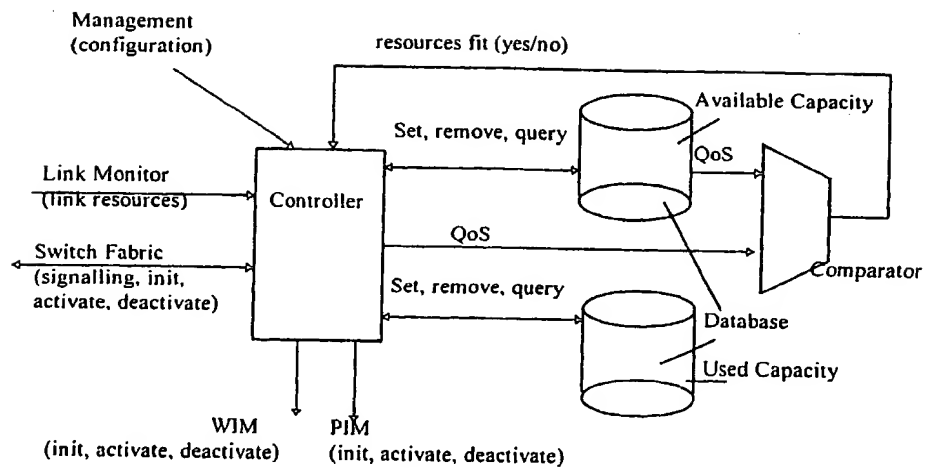 Management
(configuration)
resources fit (yes/no)
Available Capacity
Set, remove, query
QoS
Link Monitor
(link resources)
Controller
Switch Fabric
(signalling, init,
activate, deactivate)
QoS
Comparator
Set, remove, query
Database
Used Capacity
WIM
(init, activate, deactivate)
PIM
(init, activate, deactivate)